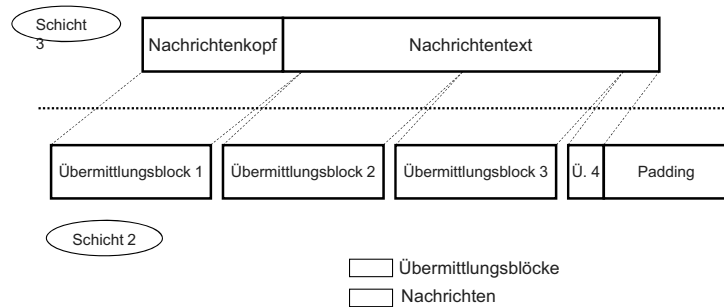 Schicht
3
Nachrichtenkopf Nachrichtentext
Übermittlungsblock 1 Übermittlungsblock 2 Übermittlungsblock 3 Ü. 4 Padding
Schicht 2
Übermittlungsblöcke
Nachrichten